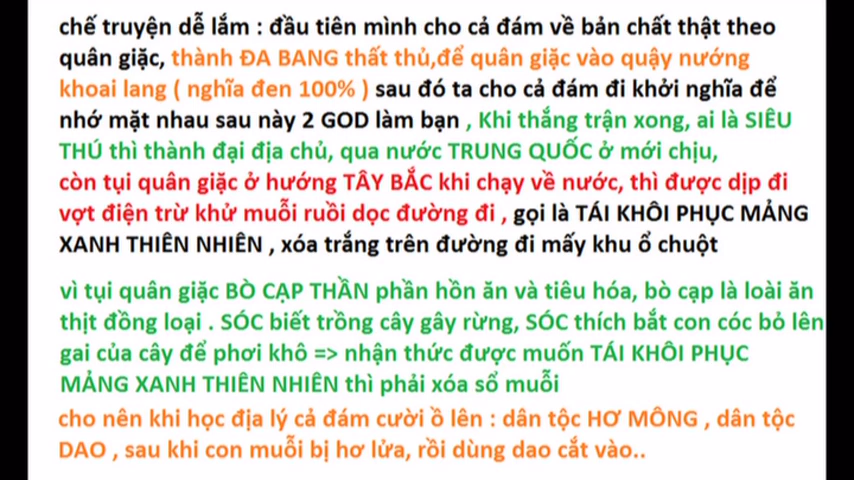 chế truyện dễ lắm : đầu tiên mình cho cả đám về bản chất thật theo
quân giặc, thành ĐA BANG thất thủ,để quân giặc vào quậy nướng
khoai lang ( nghĩa đen 100% ) sau đó ta cho cả đám đi khởi nghĩa để
nhớ mặt nhau sau này 2 GOD làm bạn , Khi thắng trận xong, ai là SIÊU
THÚ thì thành đại địa chủ, qua nước TRUNG QUỐC ở mới chịu,
còn tụi quân giặc ở hướng TÂY BẮC khi chạy về nước, thì được dịp đi
vợt điện trừ khử muỗi ruồi dọc đường đi , gọi là TÁI KHÔI PHỤC MẢNG
XANH THIÊN NHIÊN , xóa trắng trên đường đi mấy khu ổ chuột
vì tụi quân giặc BÒ CẠP THẦN phần hồn ăn và tiêu hóa, bò cạp là loài ăn
thịt đồng loại . SÓC biết trồng cây gây rừng, SÓC thích bắt con cóc bỏ lên
gai của cây để phơi khô => nhận thức được muốn TÁI KHÔI PHỤC
MẢNG XANH THIÊN NHIÊN thì phải xóa sổ muỗi
cho nên khi học địa lý cả đám cười ồ lên : dân tộc HƠ MÔNG , dân tộc
DAO , sau khi con muỗi bị hơ lửa, rồi dùng dao cắt vào..